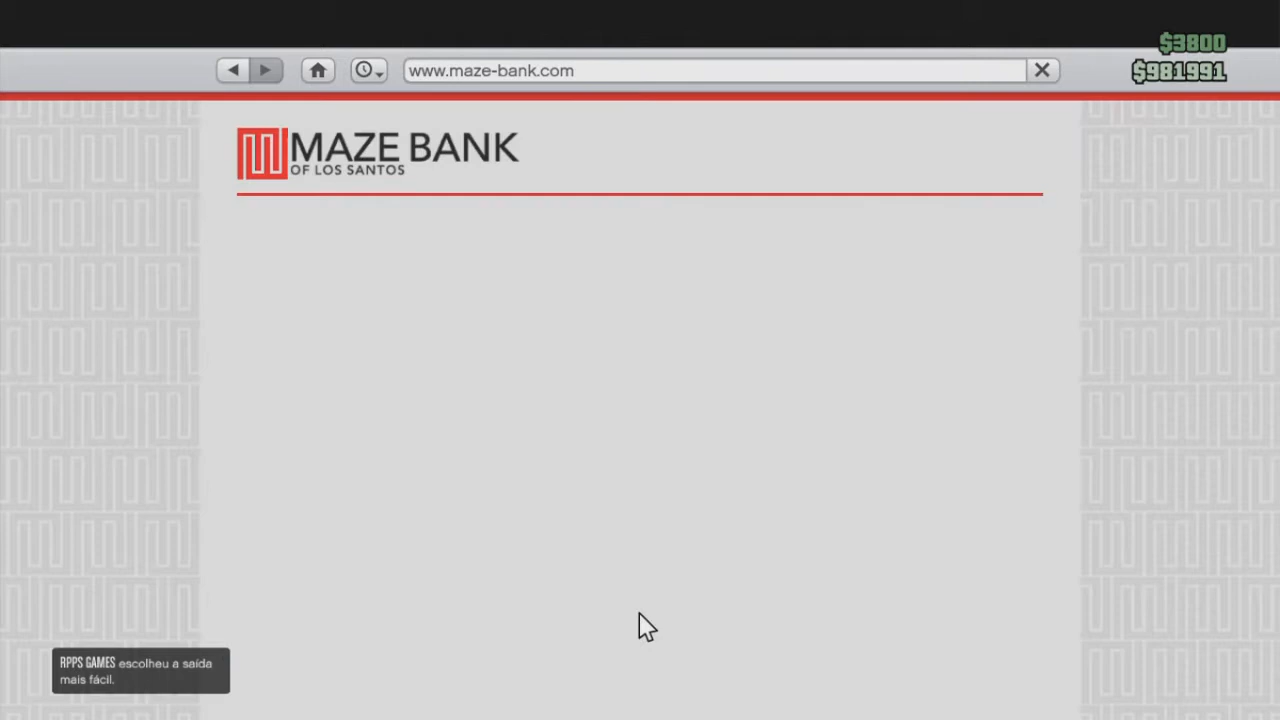 $3800
www.maze-bank.com
$981991
MAZE BANK
OF LOS SANTOS
RPPS GAMES escolheu a saída
mais fácil.